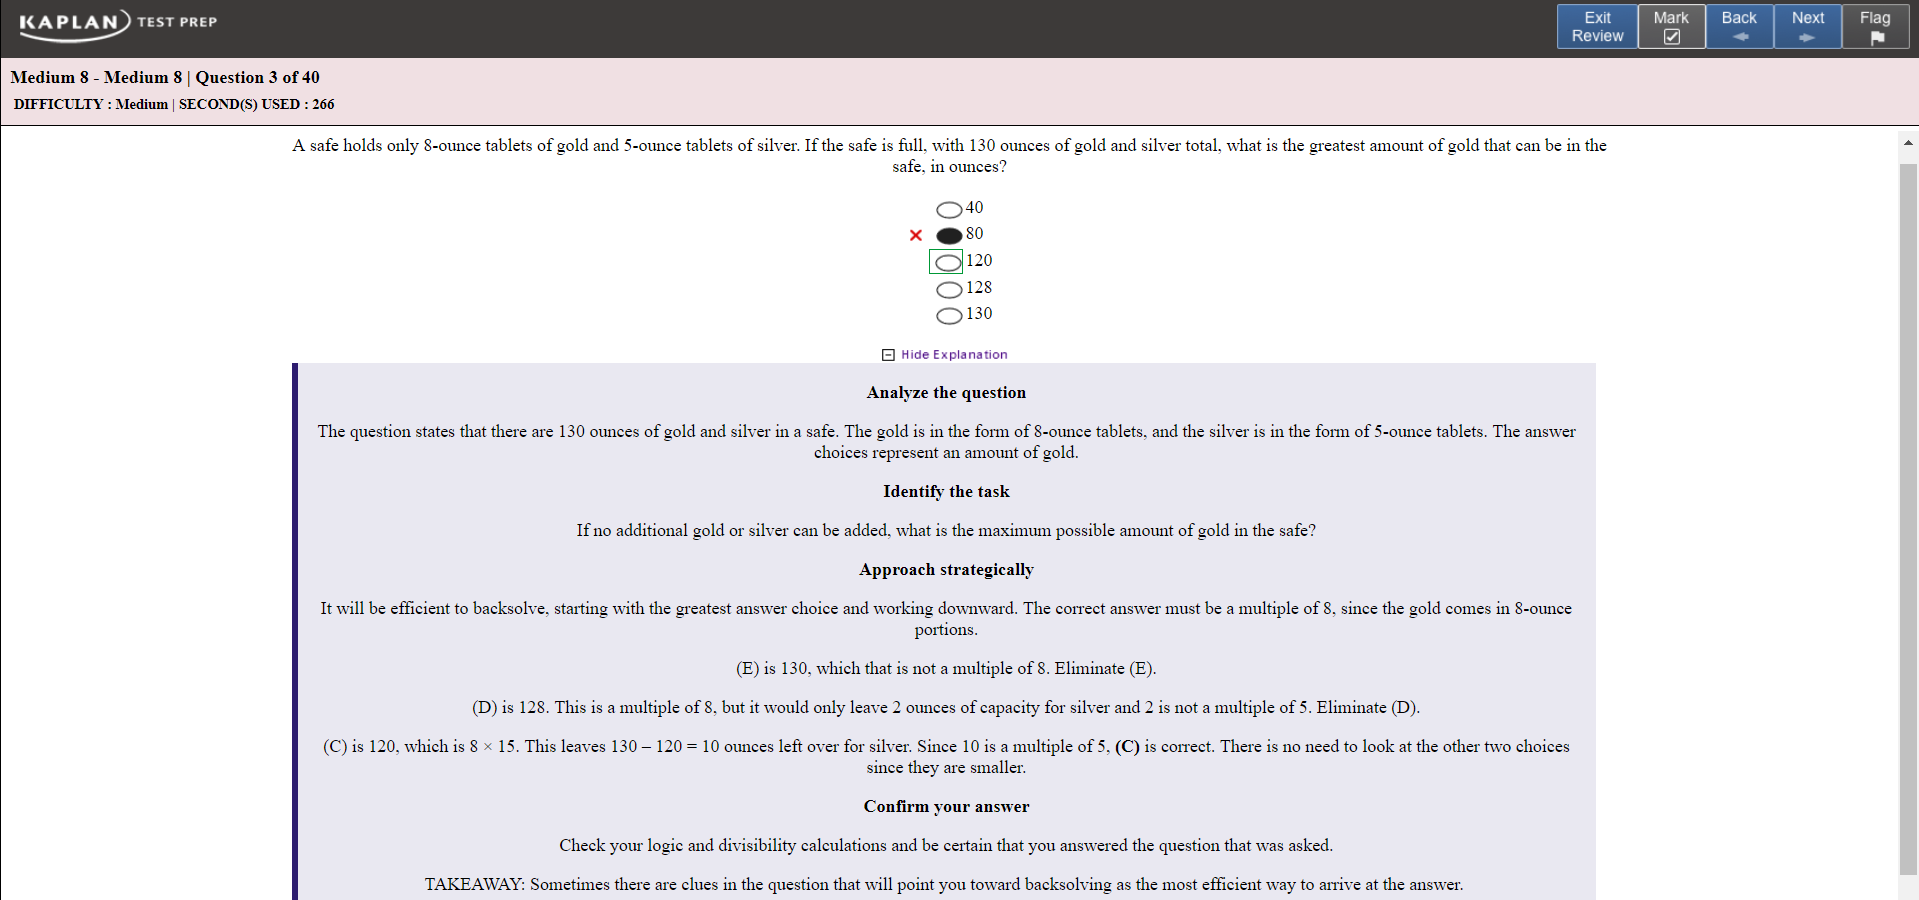 KAPLAN TEST PREP
Exit Review
Mark
Back
Next
Flag
Medium 8 - Medium 8 | Question 3 of 40
DIFFICULTY : Medium | SECOND(S) USED : 266
A safe holds only 8-ounce tablets of gold and 5-ounce tablets of silver. If the safe is full, with 130 ounces of gold and silver total, what is the greatest amount of gold that can be in the
safe, in ounces?
40
80
120
128
130
Hide Explanation
Analyze the question
The question states that there are 130 ounces of gold and silver in a safe. The gold is in the form of 8-ounce tablets, and the silver is in the form of 5-ounce tablets. The answer
choices represent an amount of gold.
Identify the task
If no additional gold or silver can be added, what is the maximum possible amount of gold in the safe?
Approach strategically
It will be efficient to backsolve, starting with the greatest answer choice and working downward. The correct answer must be a multiple of 8, since the gold comes in 8-ounce
portions.
(E) is 130, which that is not a multiple of 8. Eliminate (E).
(D) is 128. This is a multiple of 8, but it would only leave 2 ounces of capacity for silver and 2 is not a multiple of 5. Eliminate (D).
(C) is 120, which is 8 × 15. This leaves 130 – 120 = 10 ounces left over for silver. Since 10 is a multiple of 5, (C) is correct. There is no need to look at the other two choices
since they are smaller.
Confirm your answer
Check your logic and divisibility calculations and be certain that you answered the question that was asked.
TAKEAWAY: Sometimes there are clues in the question that will point you toward backsolving as the most efficient way to arrive at the answer.